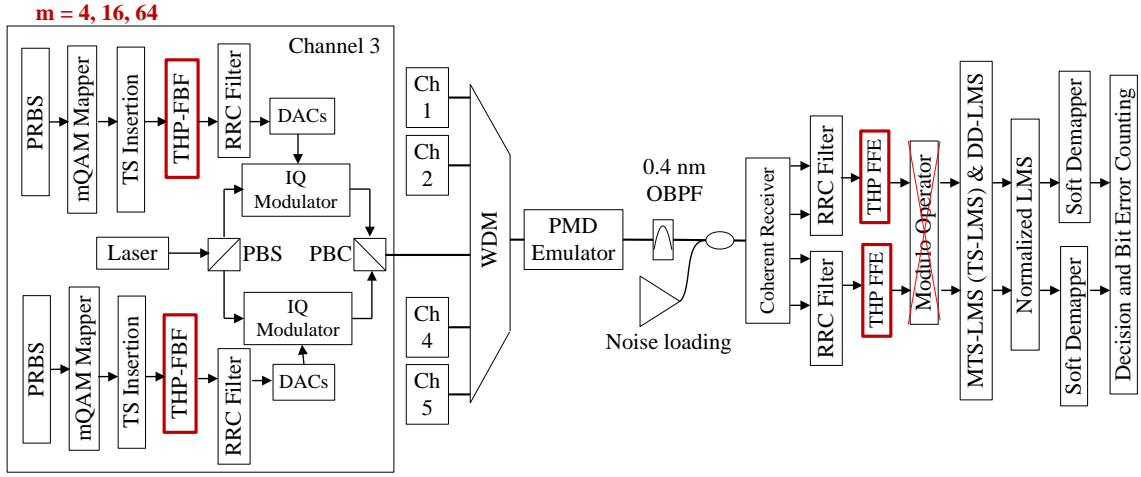 m = 4, 16, 64
Channel 3
PRBS
mQAM Mapper
TS Insertion
THP-FBF
RRC Filter
DACs
IQ
Modulator
Laser
PBS
PBC
PRBS
mQAM Mapper
TS Insertion
THP-FBF
RRC Filter
DACs
IQ
Modulator
Ch
1
Ch
2
Ch
4
Ch
5
WDM
PMD
Emulator
0.4 nm
OBPF
Noise loading
Coherent Receiver
RRC Filter
THP FFE
RRC Filter
THP FFE
Modulo Operator
MTS-LMS (TS-LMS) & DD-LMS
Normalized LMS
Soft Demapper
Soft Demapper
Decision and Bit Error Counting